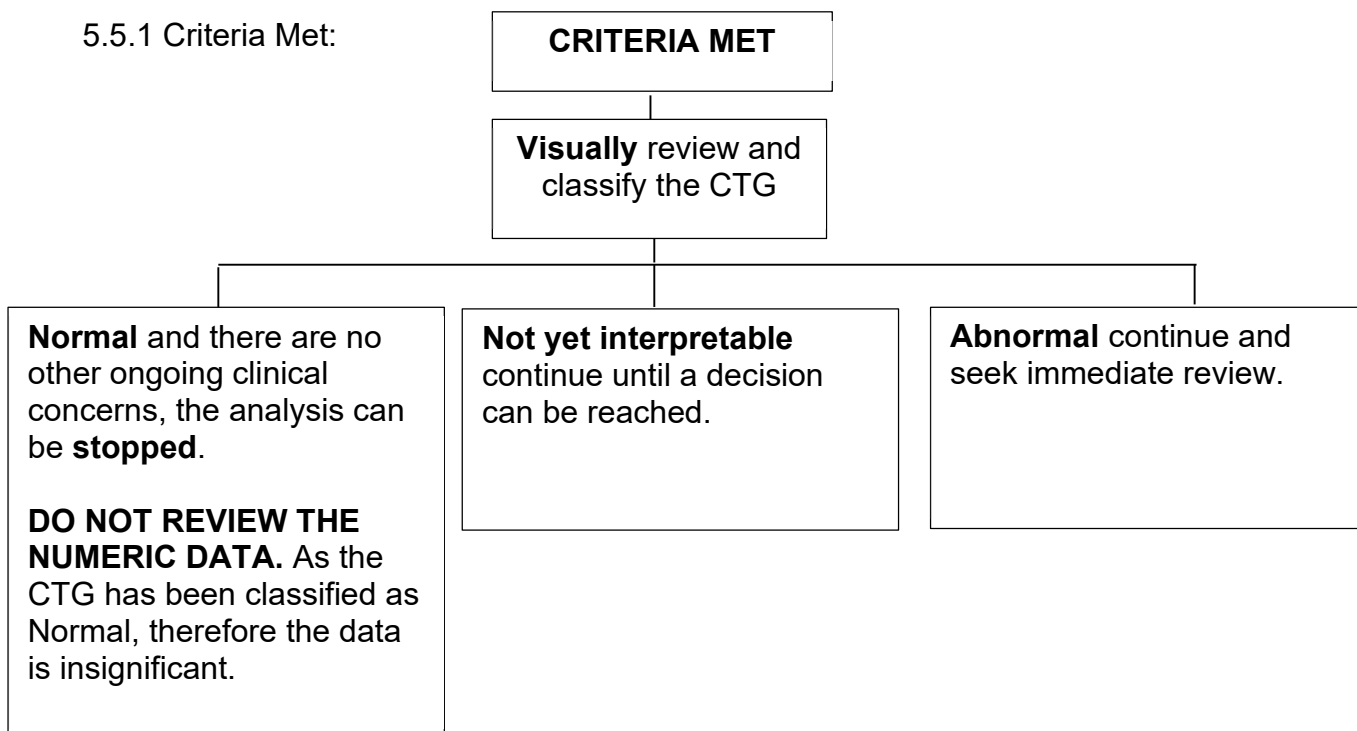 5.5.1 Criteria Met:
CRITERIA MET
Visually review and
classify the CTG
Normal and there are no
other ongoing clinical
concerns, the analysis can
be stopped.
DO NOT REVIEW THE
NUMERIC DATA. As the
CTG has been classified as
Normal, therefore the data
is insignificant.
Not yet interpretable
continue until a decision
can be reached.
Abnormal continue and
seek immediate review.